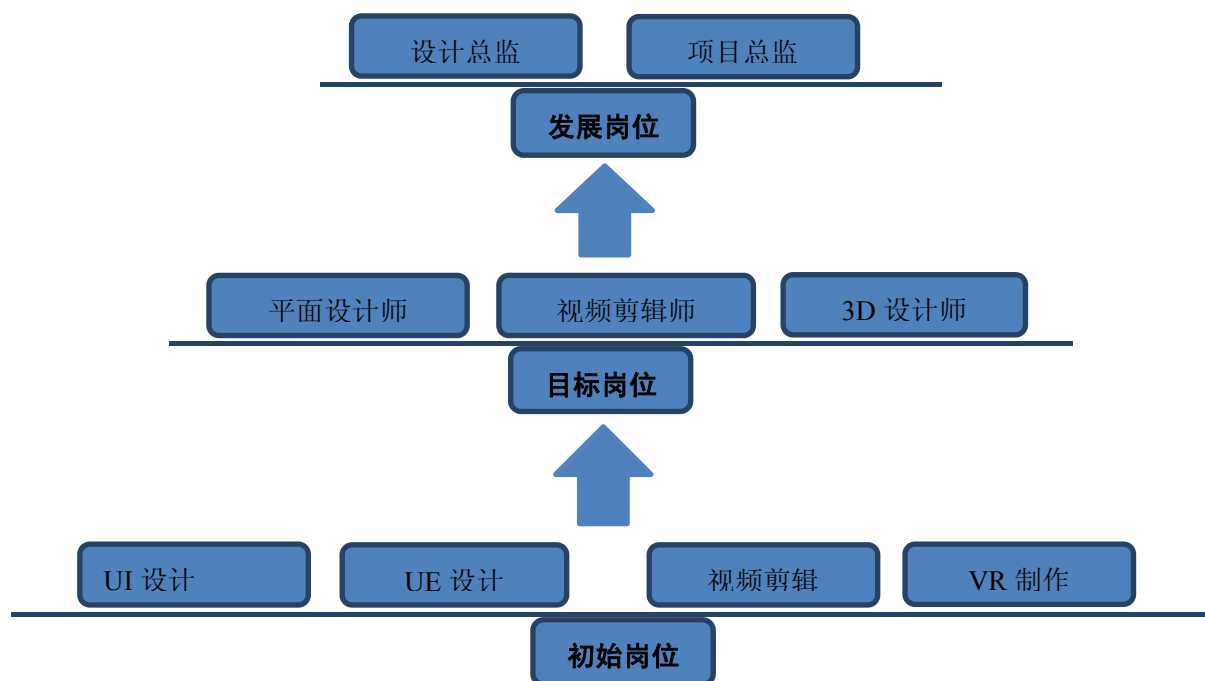 设计总监 项目总监
发展岗位
平面设计师 视频剪辑师 3D 设计师
目标岗位
UI 设计 UE 设计 视频剪辑 VR 制作
初始岗位